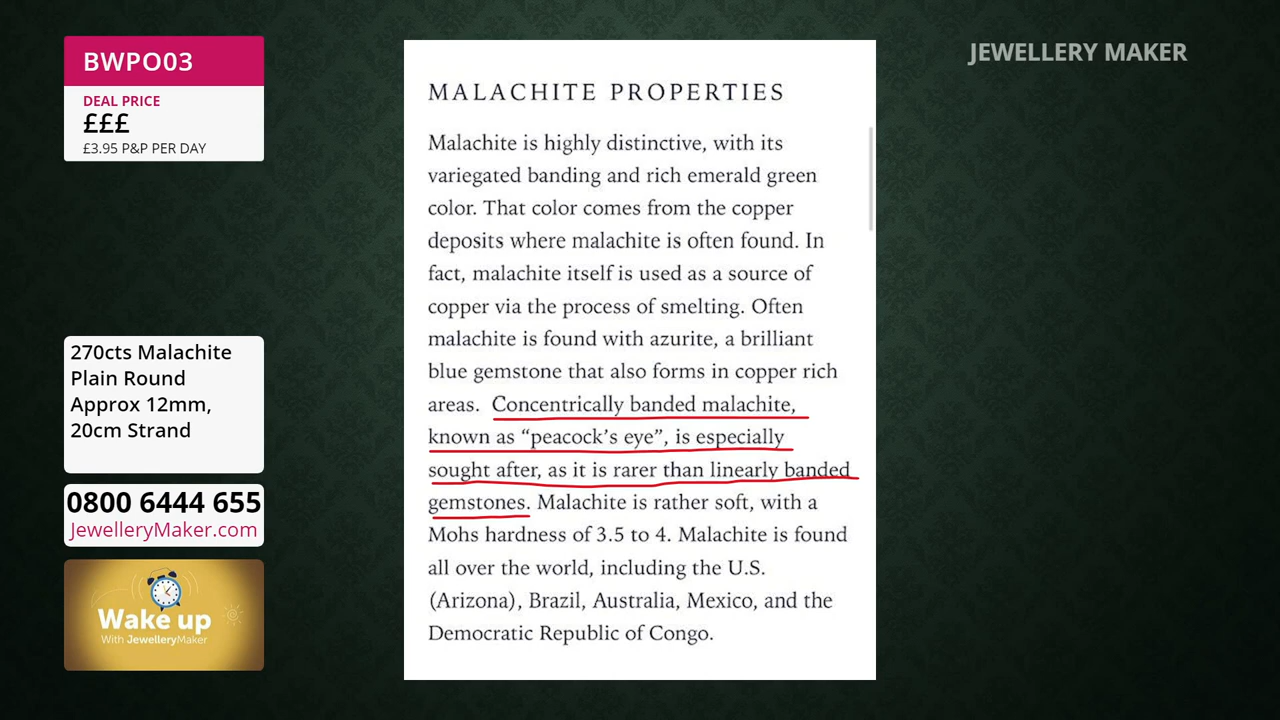 BWPO03
DEAL PRICE
£££
£3.95 P&P PER DAY
270cts Malachite
Plain Round
Approx 12mm,
20cm Strand
0800 6444 655
JewelleryMaker.com
Wake up
With JewelleryMaker
MALACHITE PROPERTIES
Malachite is highly distinctive, with its
variegated banding and rich emerald green
color. That color comes from the copper
deposits where malachite is often found. In
fact, malachite itself is used as a source of
copper via the process of smelting. Often
malachite is found with azurite, a brilliant
blue gemstone that also forms in copper rich
areas. Concentrically banded malachite,
known as “peacock’s eye”, is especially
sought after, as it is rarer than linearly banded
gemstones. Malachite is rather soft, with a
Mohs hardness of 3.5 to 4. Malachite is found
all over the world, including the U.S.
(Arizona), Brazil, Australia, Mexico, and the
Democratic Republic of Congo.
JEWELLERY MAKER